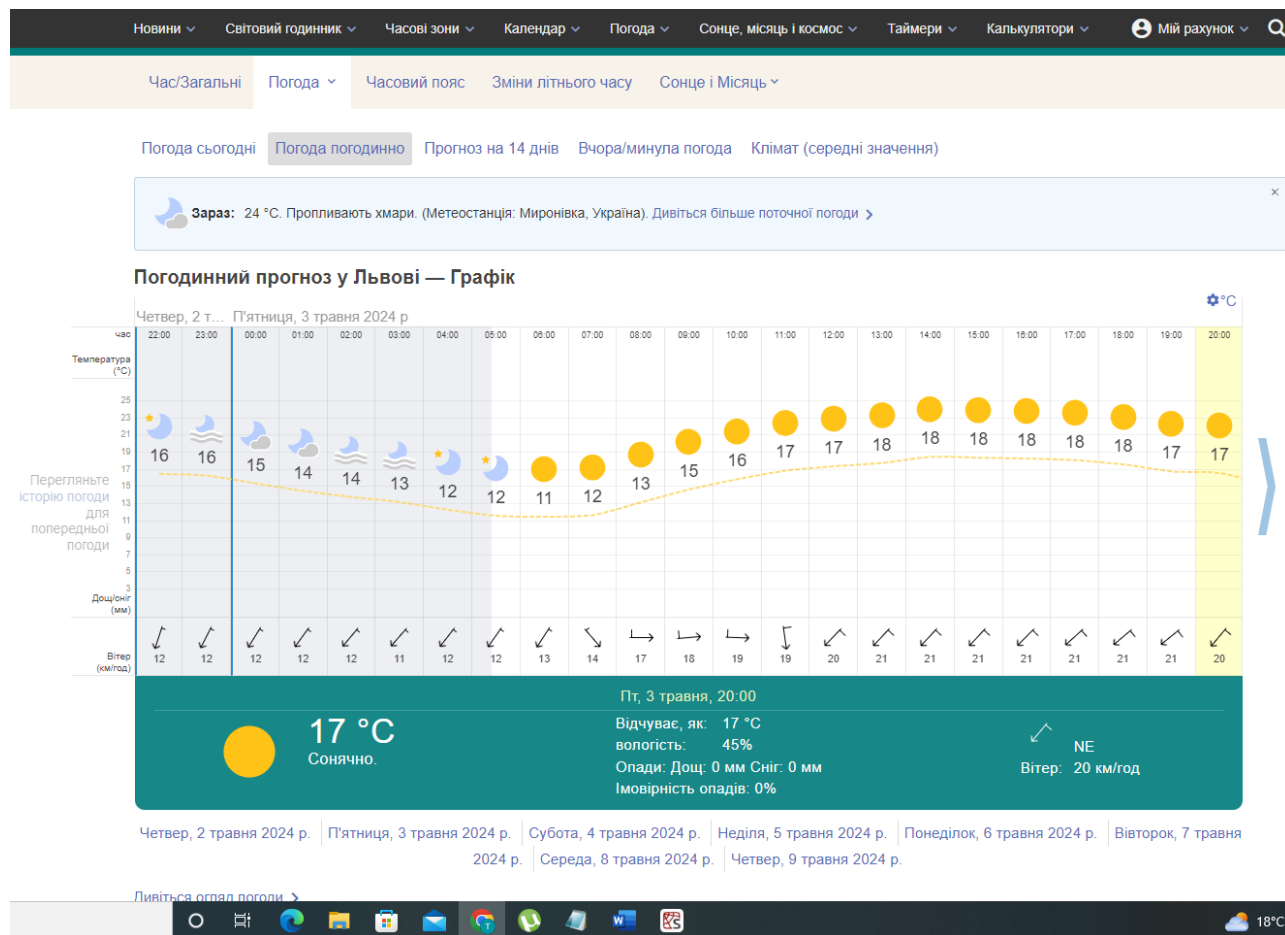 Новини Світовий годинник Часові зони Календар Погода Сонце, місяць і космос Таймери Калькулятори Мій рахунок
Час/Загальні Погода Часовий пояс Зміни літнього часу Сонце і Місяць
Погода сьогодні Погода погодинно Прогноз на 14 днів Вчора/минула погода Клімат (середні значення)
Зараз: 24 °C. Пропливають хмари. (Метеостанція: Миронівка, Україна). Дивіться більше поточної погоди
Погодинний прогноз у Львові — Графік
°C
Четвер, 2 т... П'ятниця, 3 травня 2024 р
час 22:00 23:00 00:00 01:00 02:00 03:00 04:00 05:00 06:00 07:00 08:00 09:00 10:00 11:00 12:00 13:00 14:00 15:00 16:00 17:00 18:00 19:00 20:00
Температура
(°C)
25
23
21
19
17
15
13
11
9
7
5
3
16 16 15 14 14 13 12 12 11 12 13 15 16 17 17 18 18 18 18 18 18 17 17
Перегляньте
історію погоди
для
попередньої
погоди
Дощ/сніг
(мм)
Вітер
(км/год)
12 12 12 12 12 11 12 12 13 14 17 18 19 19 20 21 21 21 21 21 21 21 20
Пт, 3 травня, 20:00
17 °C
Сонячно.
Відчуває, як: 17 °C
вологість: 45%
Опади: Дощ: 0 мм Сніг: 0 мм
Імовірність опадів: 0%
NE
Вітер: 20 км/год
Четвер, 2 травня 2024 р. П'ятниця, 3 травня 2024 р. Субота, 4 травня 2024 р. Неділя, 5 травня 2024 р. Понеділок, 6 травня 2024 р. Вівторок, 7 травня
2024 р. Середа, 8 травня 2024 р. Четвер, 9 травня 2024 р.
Дивіться огляд погоди
18°C